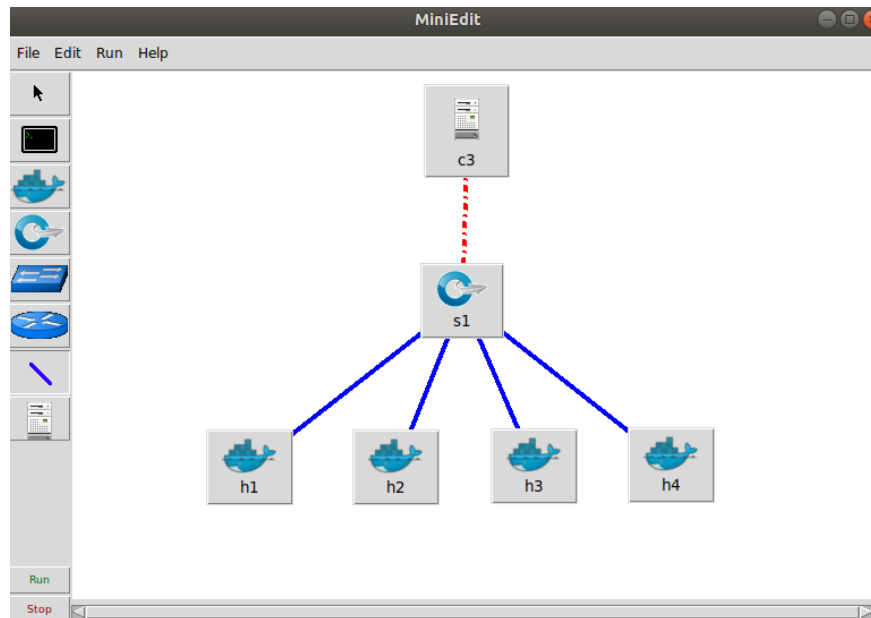 MiniEdit
File Edit Run Help
c3
s1
h1 h2 h3 h4
Run
Stop